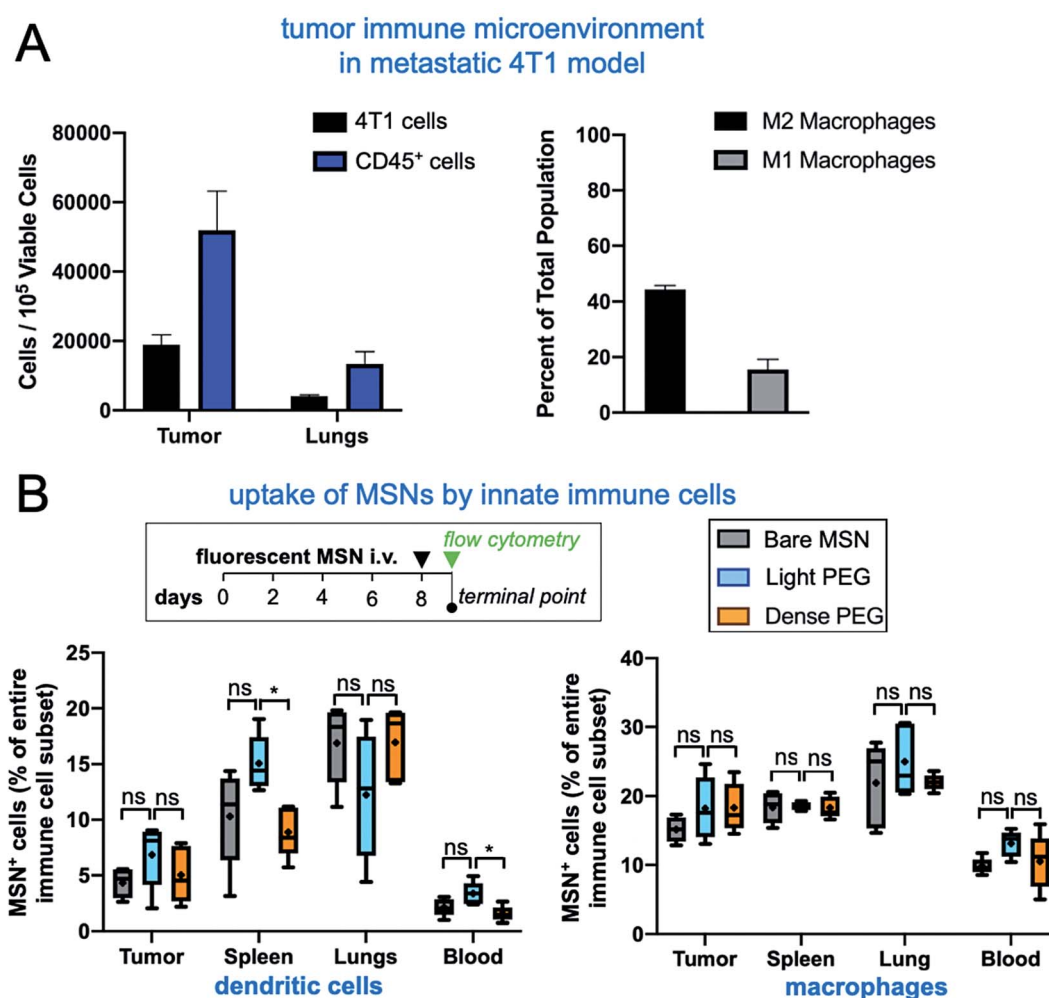 A
tumor immune microenvironment
in metastatic 4T1 model
Cells / 10⁵ Viable Cells
80000
60000
40000
20000
0
Tumor
Lungs
4T1 cells
CD45⁺ cells
Percent of Total Population
100
80
60
40
20
0
M2 Macrophages
M1 Macrophages
B
uptake of MSNs by innate immune cells
flow cytometry
fluorescent MSN i.v.
days 0 2 4 6 8 terminal point
Bare MSN
Light PEG
Dense PEG
MSN⁺ cells (% of entire
immune cell subset)
25
20
15
10
5
0
ns ns
ns *
ns ns
ns *
Tumor Spleen Lungs Blood
dendritic cells
MSN⁺ cells (% of entire
immune cell subset)
40
30
20
10
0
ns ns
ns ns
ns ns
ns ns
Tumor Spleen Lung Blood
macrophages